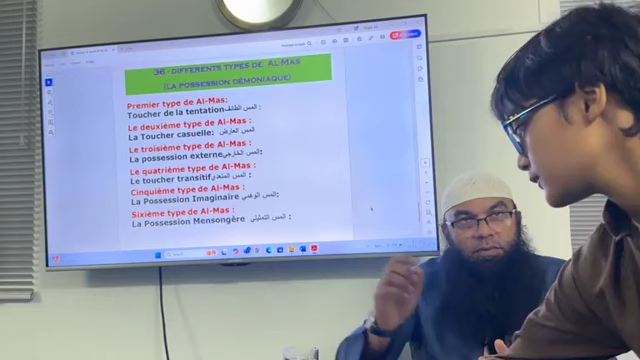 36 - DIFFERENTS TYPES DE AL-MAS
(LA POSSESSION DÉMONIAQUE)
Premier type de Al-Mas:
Toucher de la tentation المس الطائف :
Le deuxième type de Al-Mas :
La Touche casuelle: المس العارض
Le troisième type de Al-Mas :
La possession externe المس الخارجي:
Le quatrième type de Al-Mas :
Le toucher transitif المس المتعدي :
Cinquième type de Al-Mas :
La Possession Imaginaire المس الوهمي:
Sixième type de Al-Mas :
La Possession Mensongère المس التمثيلي :